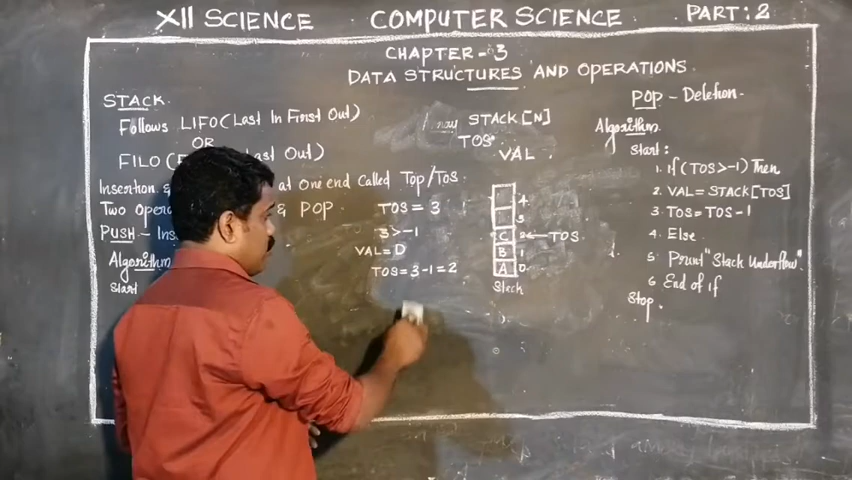 XII SCIENCE COMPUTER SCIENCE PART: 2
CHAPTER-3
DATA STRUCTURES AND OPERATIONS
STACK
Follows LIFO (Last In First Out)
OR
FILO (F Last Out)
Insertion at one end called Top/TOS
Two Oper & POP
PUSH - Ins
Algorithm
Start
Array STACK[N]
TOS
VAL
TOS = 3
3 > -1
VAL = D
TOS = 3-1 = 2
4
3
C 2 ← TOS
B 1
A 0
Stack
POP - Deletion
Algorithm
Start:
1. if (TOS > -1) Then
2. VAL = STACK[TOS]
3. TOS = TOS - 1
4. Else
5 Print "Stack Underflow"
6 End of if
Stop.